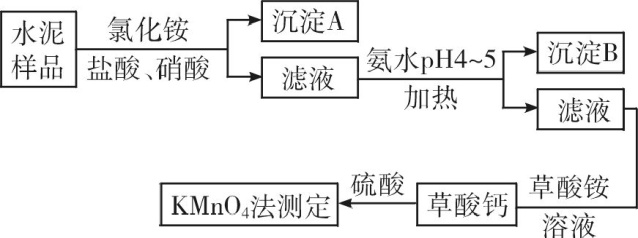 水泥
样品
氯化铵
盐酸、硝酸
沉淀A
滤液
氨水pH4~5
加热
沉淀B
滤液
草酸铵
溶液
草酸钙
硫酸
KMnO₄法测定